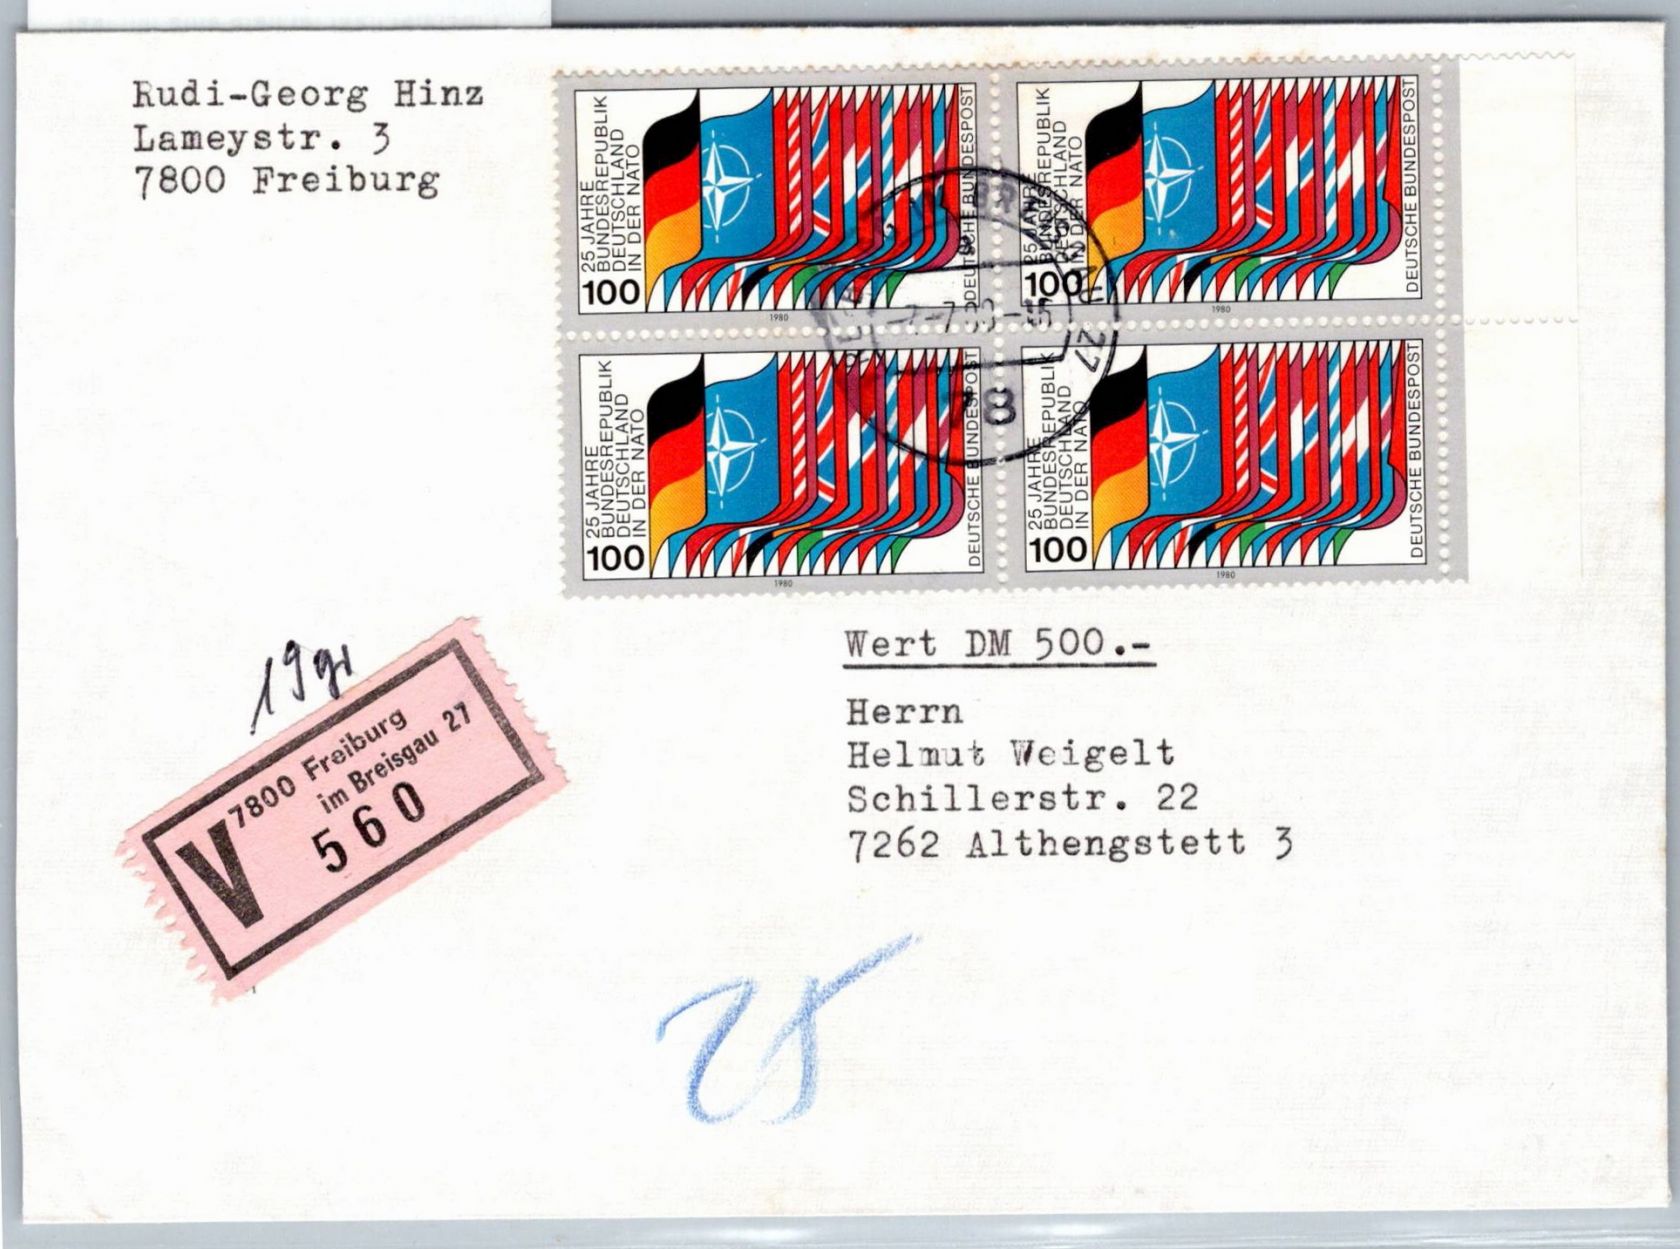 Rudi-Georg Hinz
Lameystr. 3
7800 Freiburg
25 JAHRE
BUNDESREPUBLIK
DEUTSCHLAND
IN DER NATO
100
DEUTSCHE BUNDESPOST
1980
25 JAHRE
BUNDESREPUBLIK
DEUTSCHLAND
IN DER NATO
100
DEUTSCHE BUNDESPOST
1980
25 JAHRE
BUNDESREPUBLIK
DEUTSCHLAND
IN DER NATO
100
DEUTSCHE BUNDESPOST
1980
25 JAHRE
BUNDESREPUBLIK
DEUTSCHLAND
IN DER NATO
100
DEUTSCHE BUNDESPOST
1980
27
78
Wert DM 500.-
Herrn
Helmut Weigelt
Schillerstr. 22
7262 Althengstett 3
19gr
V
7800 Freiburg
im Breisgau 27
560